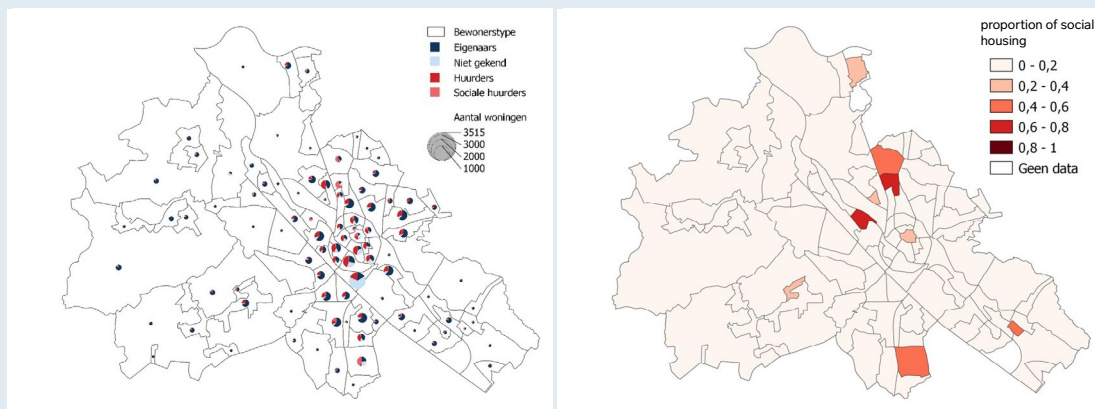 Bewonerstype
Eigenaars
Niet gekend
Huurders
Sociale huurders
Aantal woningen
3515
3000
2000
1000
proportion of social
housing
0 - 0,2
0,2 - 0,4
0,4 - 0,6
0,6 - 0,8
0,8 - 1
Geen data